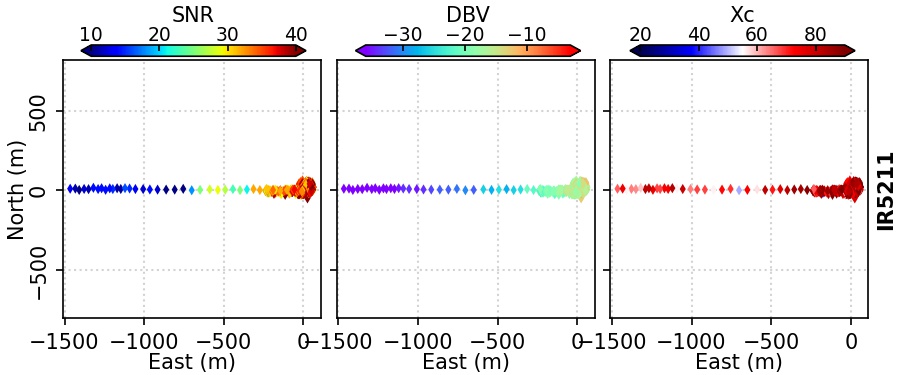 SNR DBV Xc
10 20 30 40 −30 −20 −10 20 40 60 80
500
0
−500
North (m)
−1500 −1000 −500 0 −1500 −1000 −500 0 −1500 −1000 −500 0
East (m) East (m) East (m)
IR5211